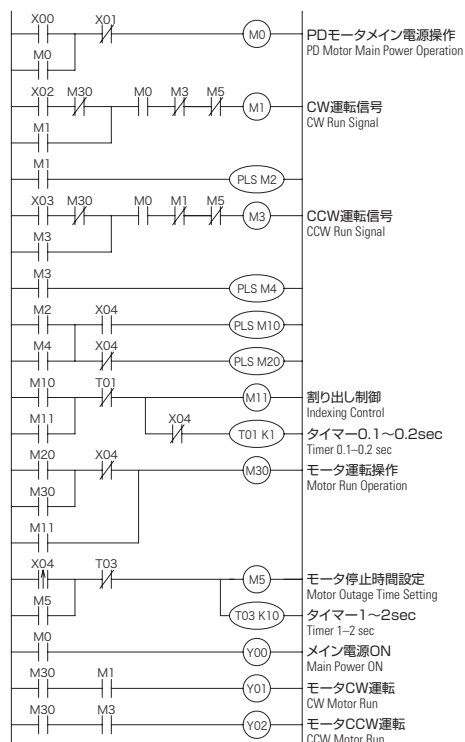 X00 X01
M0 PDモータメイン電源操作
PD Motor Main Power Operation
M0
X02 M30 M0 M3 M5
M1 CW運転信号
CW Run Signal
M1
M1
PLS M2
X03 M30 M0 M1 M5
M3 CCW運転信号
CCW Run Signal
M3
M3
PLS M4
M2 X04
PLS M10
M4 X04
PLS M20
M10 T01
M11 割り出し制御
Indexing Control
M11 X04
T01 K1 タイマー0.1～0.2sec
Timer 0.1–0.2 sec
M20 X04
M30 モータ運転操作
Motor Run Operation
M30
M11
X04 T03
M5 モータ停止時間設定
Motor Outage Time Setting
M5
T03 K10 タイマー1～2sec
Timer 1–2 sec
M0
Y00 メイン電源ON
Main Power ON
M30 M1
Y01 モータCW運転
CW Motor Run
M30 M3
Y02 モータCCW運転
CCW Motor Run